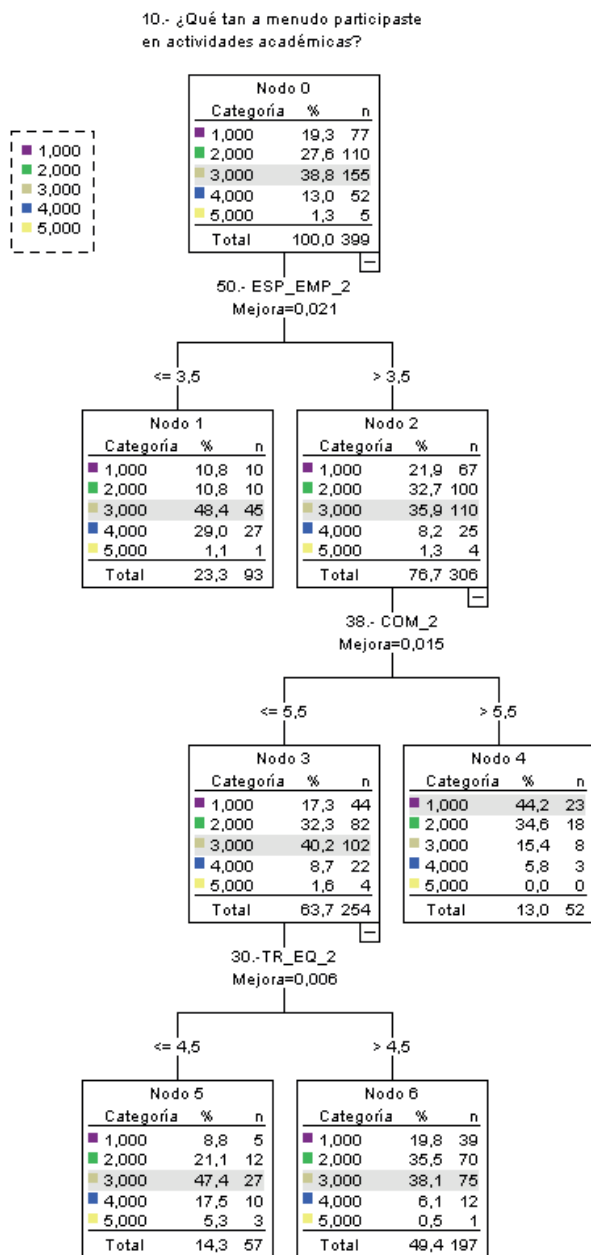 10.- ¿Qué tan a menudo participaste
en actividades académicas?
1,000
2,000
3,000
4,000
5,000
Nodo 0
Categoría % n
1,000 19,3 77
2,000 27,6 110
3,000 38,8 155
4,000 13,0 52
5,000 1,3 5
Total 100,0 399
50.- ESP_EMP_2
Mejora=0,021
<= 3,5 > 3,5
Nodo 1
Categoría % n
1,000 10,8 10
2,000 10,8 10
3,000 48,4 45
4,000 29,0 27
5,000 1,1 1
Total 23,3 93
Nodo 2
Categoría % n
1,000 21,9 67
2,000 32,7 100
3,000 35,9 110
4,000 8,2 25
5,000 1,3 4
Total 76,7 306
38.- COM_2
Mejora=0,015
<= 5,5 > 5,5
Nodo 3
Categoría % n
1,000 17,3 44
2,000 32,3 82
3,000 40,2 102
4,000 8,7 22
5,000 1,6 4
Total 63,7 254
Nodo 4
Categoría % n
1,000 44,2 23
2,000 34,6 18
3,000 15,4 8
4,000 5,8 3
5,000 0,0 0
Total 13,0 52
30.-TR_EQ_2
Mejora=0,006
<= 4,5 > 4,5
Nodo 5
Categoría % n
1,000 8,8 5
2,000 21,1 12
3,000 47,4 27
4,000 17,5 10
5,000 5,3 3
Total 14,3 57
Nodo 6
Categoría % n
1,000 19,8 39
2,000 35,5 70
3,000 38,1 75
4,000 6,1 12
5,000 0,5 1
Total 49,4 197